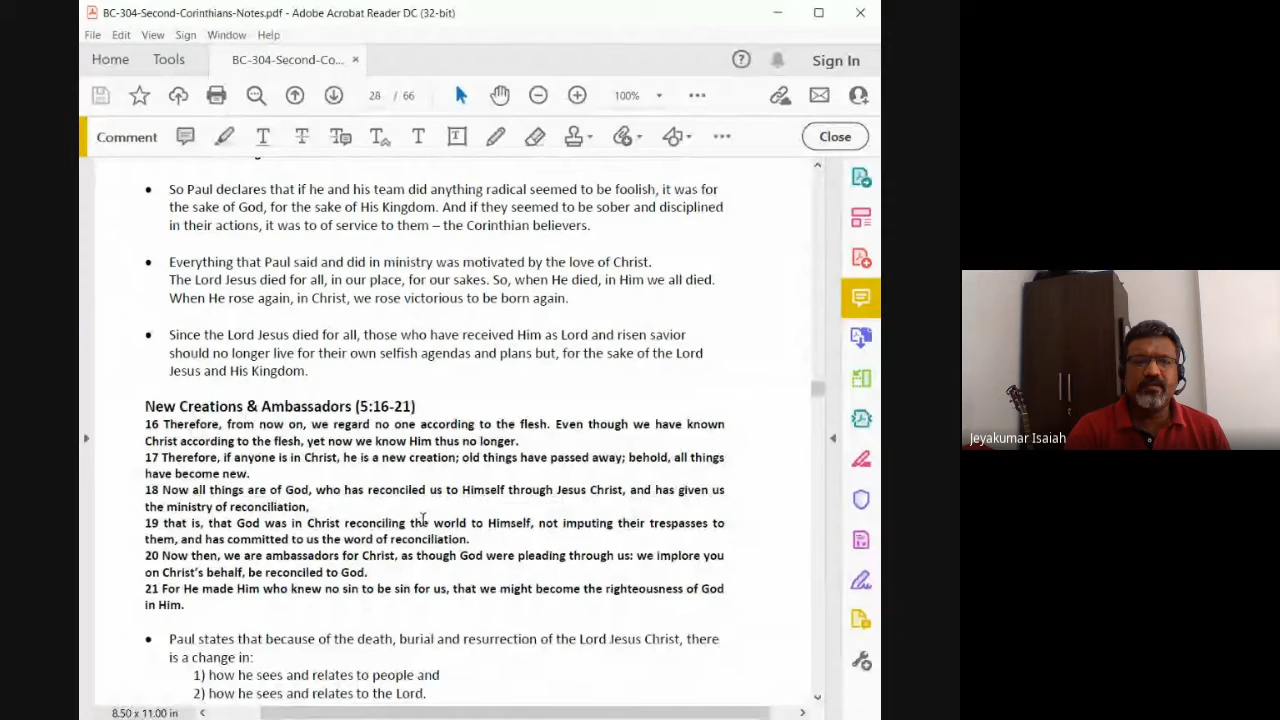 BC-304-Second-Corinthians-Notes.pdf - Adobe Acrobat Reader DC (32-bit)
File Edit View Sign Window Help
Home Tools BC-304-Second-Co... × Sign In
28 / 66 100%
Comment Close
So Paul declares that if he and his team did anything radical seemed to be foolish, it was for
the sake of God, for the sake of His Kingdom. And if they seemed to be sober and disciplined
in their actions, it was to of service to them – the Corinthian believers.
Everything that Paul said and did in ministry was motivated by the love of Christ.
The Lord Jesus died for all, in our place, for our sakes. So, when He died, in Him we all died.
When He rose again, in Christ, we rose victorious to be born again.
Since the Lord Jesus died for all, those who have received Him as Lord and risen savior
should no longer live for their own selfish agendas and plans but, for the sake of the Lord
Jesus and His Kingdom.
New Creations & Ambassadors (5:16-21)
16 Therefore, from now on, we regard no one according to the flesh. Even though we have known
Christ according to the flesh, yet now we know Him thus no longer.
17 Therefore, if anyone is in Christ, he is a new creation; old things have passed away; behold, all things
have become new.
18 Now all things are of God, who has reconciled us to Himself through Jesus Christ, and has given us
the ministry of reconciliation,
19 that is, that God was in Christ reconciling the world to Himself, not imputing their trespasses to
them, and has committed to us the word of reconciliation.
20 Now then, we are ambassadors for Christ, as though God were pleading through us: we implore you
on Christ's behalf, be reconciled to God.
21 For He made Him who knew no sin to be sin for us, that we might become the righteousness of God
in Him.
Paul states that because of the death, burial and resurrection of the Lord Jesus Christ, there
is a change in:
1) how he sees and relates to people and
2) how he sees and relates to the Lord.
8.50 x 11.00 in
Jeyakumar Isaiah